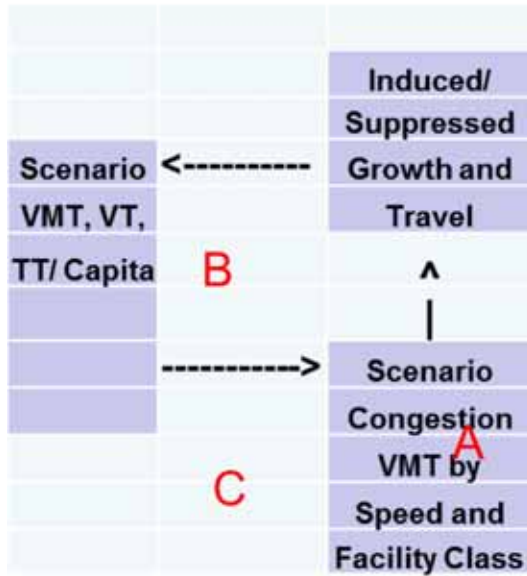 Induced/
Suppressed
Growth and
Travel
<----------
Scenario
VMT, VT,
TT/ Capita
B
^
|
----------->
Scenario
Congestion
A
VMT by
Speed and
Facility Class
C